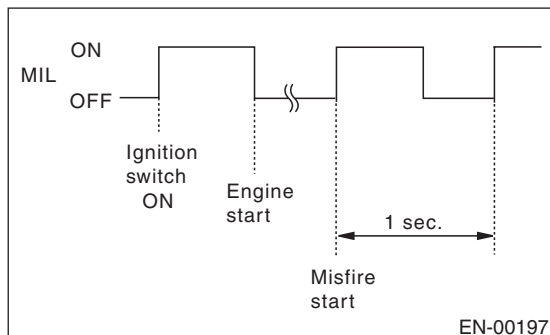 ON
MIL
OFF
Ignition
switch
ON
Engine
start
1 sec.
Misfire
start
EN-00197